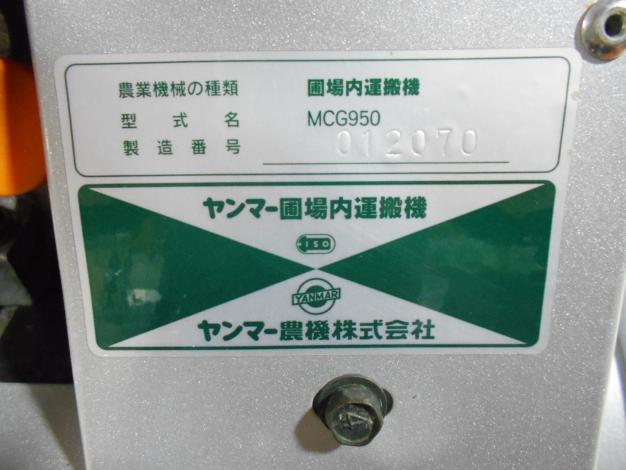 農業機械の種類 圃場内運搬機
型式名 MCG950
製造番号 012070
ヤンマー圃場内運搬機
ISO
YANMAR
ヤンマー農機株式会社
4